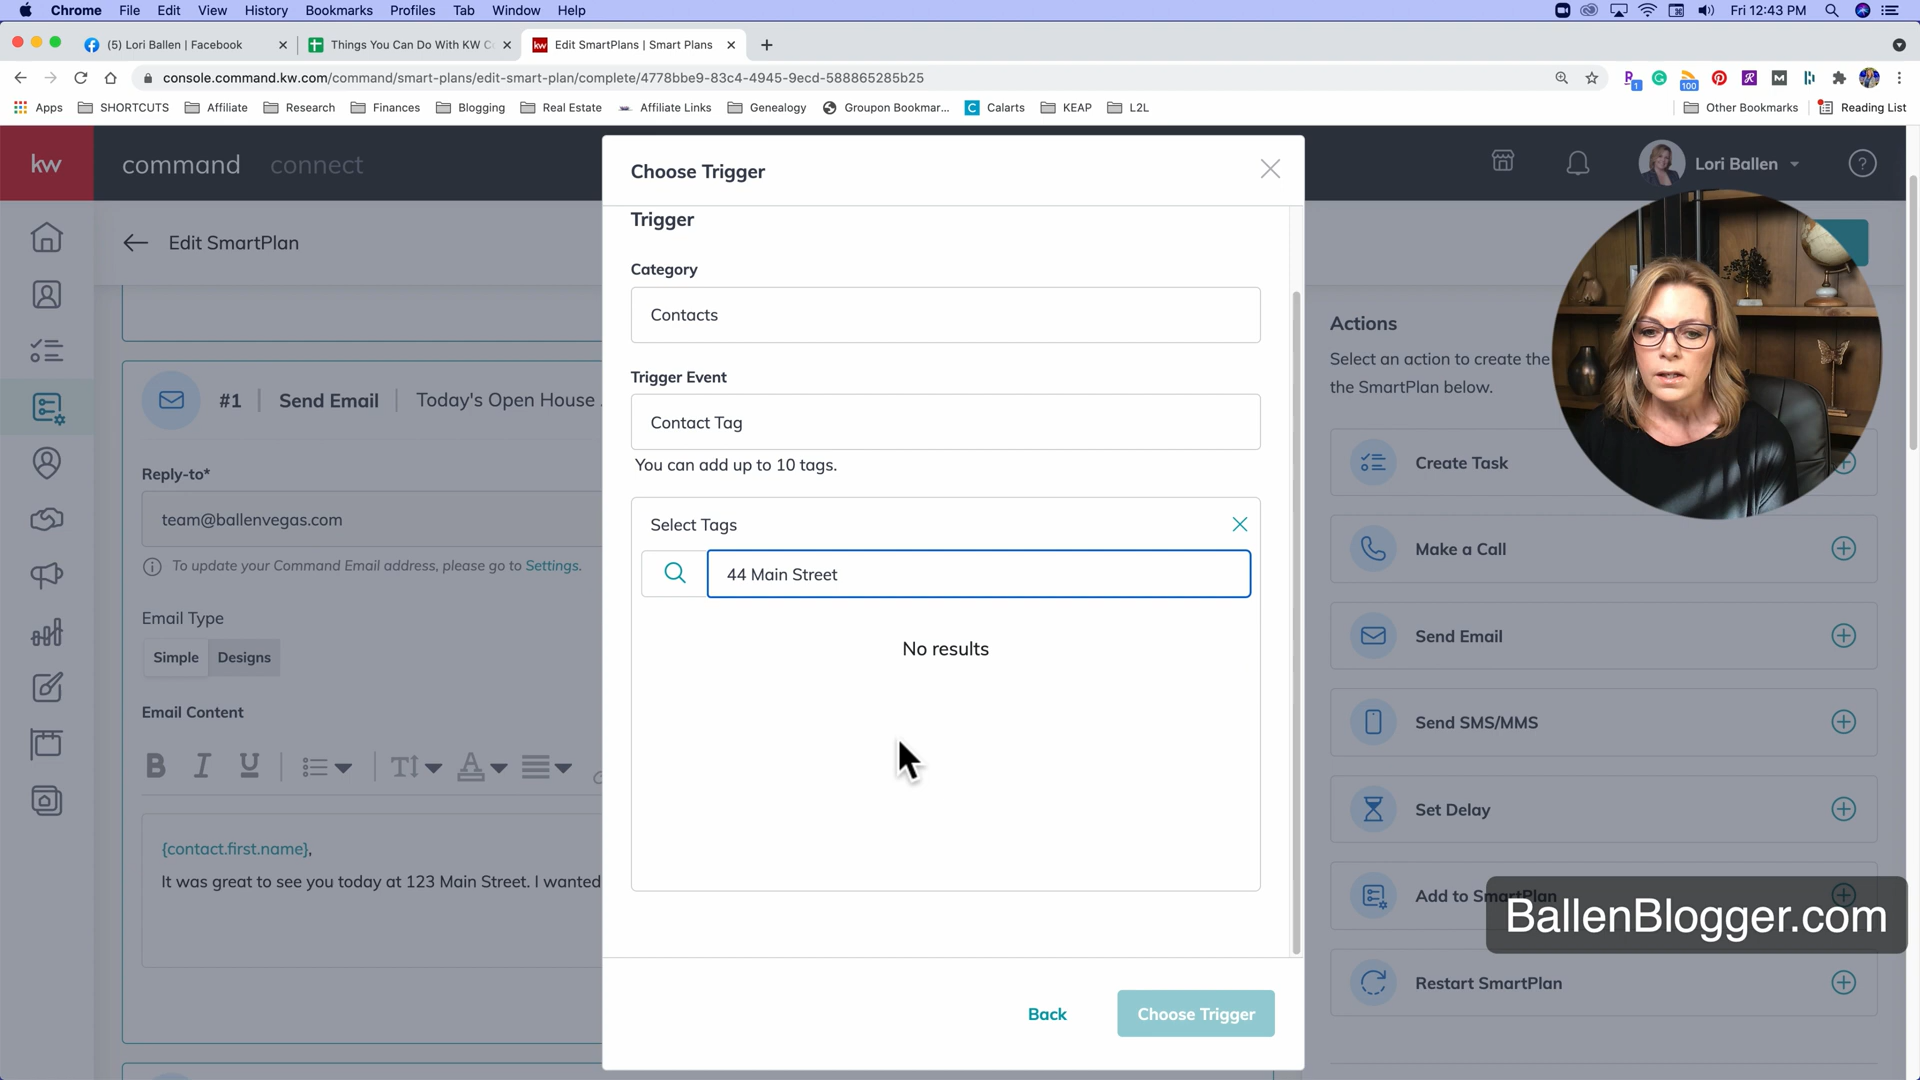 Chrome File Edit View History Bookmarks Profiles Tab Window Help Fri 12:43 PM
(5) Lori Ballen | Facebook Things You Can Do With KW C Edit SmartPlans | Smart Plans
console.command.kw.com/command/smart-plans/edit-smart-plan/complete/4778bbe9-83c4-4945-9ecd-588865285b25
Apps SHORTCUTS Affiliate Research Finances Blogging Real Estate Affiliate Links Genealogy Groupon Bookmar... Calarts KEAP L2L Other Bookmarks Reading List
kw command connect Lori Ballen
Edit SmartPlan
#1 Send Email Today's Open House
Reply-to*
team@ballenvegas.com
To update your Command Email address, please go to Settings.
Email Type
Simple Designs
Email Content
B I U
{contact.first.name},
It was great to see you today at 123 Main Street. I wanted
Choose Trigger
Trigger
Category
Contacts
Trigger Event
Contact Tag
You can add up to 10 tags.
Select Tags
44 Main Street
No results
Back Choose Trigger
Actions
Select an action to create the
the SmartPlan below.
Create Task
Make a Call
Send Email
Send SMS/MMS
Set Delay
Add to SmartPlan
Restart SmartPlan
BallenBlogger.com